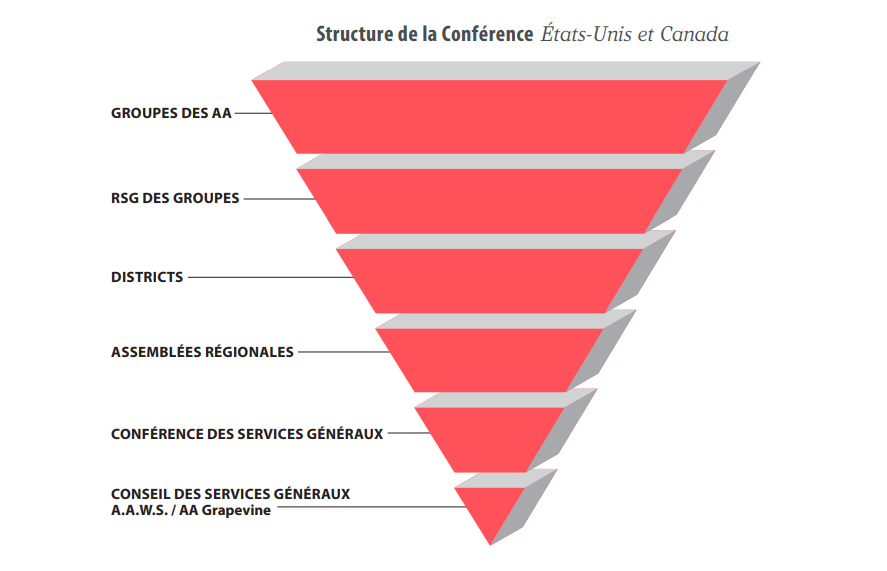 Structure de la Conférence États-Unis et Canada
GROUPES DES AA
RSG DES GROUPES
DISTRICTS
ASSEMBLÉES RÉGIONALES
CONFÉRENCE DES SERVICES GÉNÉRAUX
CONSEIL DES SERVICES GÉNÉRAUX
A.A.W.S. / AA Grapevine